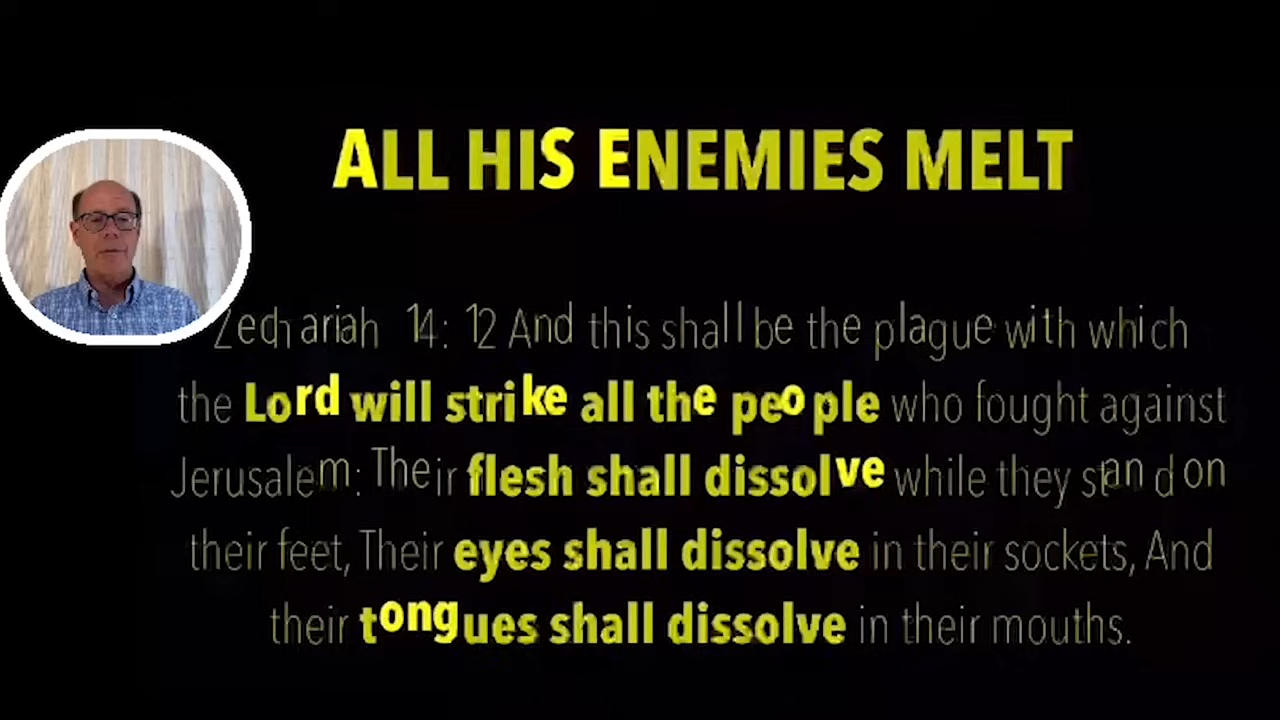 ALL HIS ENEMIES MELT
Zechariah 14: 12 And this shall be the plague with which
the Lord will strike all the people who fought against
Jerusalem: Their flesh shall dissolve while they stand on
their feet, Their eyes shall dissolve in their sockets, And
their tongues shall dissolve in their mouths.